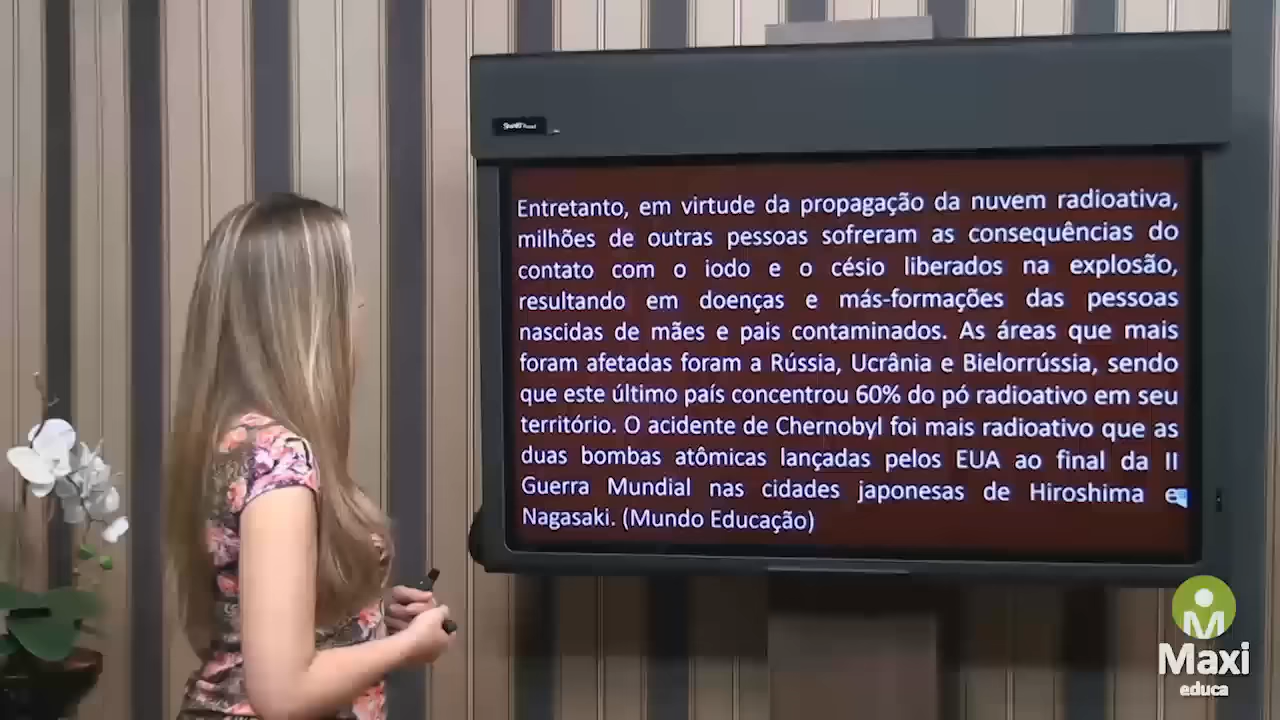 Entretanto, em virtude da propagação da nuvem radioativa,
milhões de outras pessoas sofreram as consequências do
contato com o iodo e o césio liberados na explosão,
resultando em doenças e más-formações das pessoas
nascidas de mães e pais contaminados. As áreas que mais
foram afetadas foram a Rússia, Ucrânia e Bielorrússia, sendo
que este último país concentrou 60% do pó radioativo em seu
território. O acidente de Chernobyl foi mais radioativo que as
duas bombas atômicas lançadas pelos EUA ao final da II
Guerra Mundial nas cidades japonesas de Hiroshima e
Nagasaki. (Mundo Educação)
M
Maxi
educa